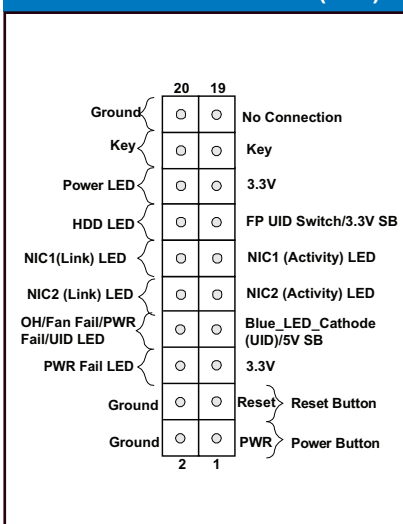 20 19
Ground No Connection
Key Key
Power LED 3.3V
HDD LED FP UID Switch/3.3V SB
NIC1(Link) LED NIC1 (Activity) LED
NIC2 (Link) LED NIC2 (Activity) LED
OH/Fan Fail/PWR Blue_LED_Cathode
Fail/UID LED (UID)/5V SB
PWR Fail LED 3.3V
Ground Reset Reset Button
Ground PWR Power Button
2 1